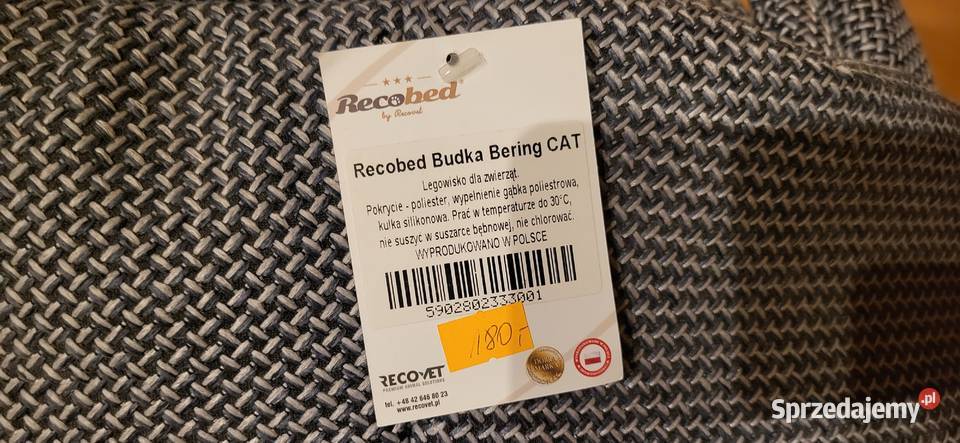 Recobed
by Recovet
Recobed Budka Bering CAT
Legowisko dla zwierząt.
Pokrycie - poliester, wypełnienie gąbka poliestrowa,
kulka silikonowa. Prać w temperaturze do 30°C,
nie suszyć w suszarce bębnowej, nie chlorować.
WYPRODUKOWANO W POLSCE
5902802333001
180,-
RECOVET
PREMIUM ANIMAL SOLUTIONS
DOBRA
MARKA
tel. +48 42 646 80 23
www.recovet.pl
Sprzedajemy.pl